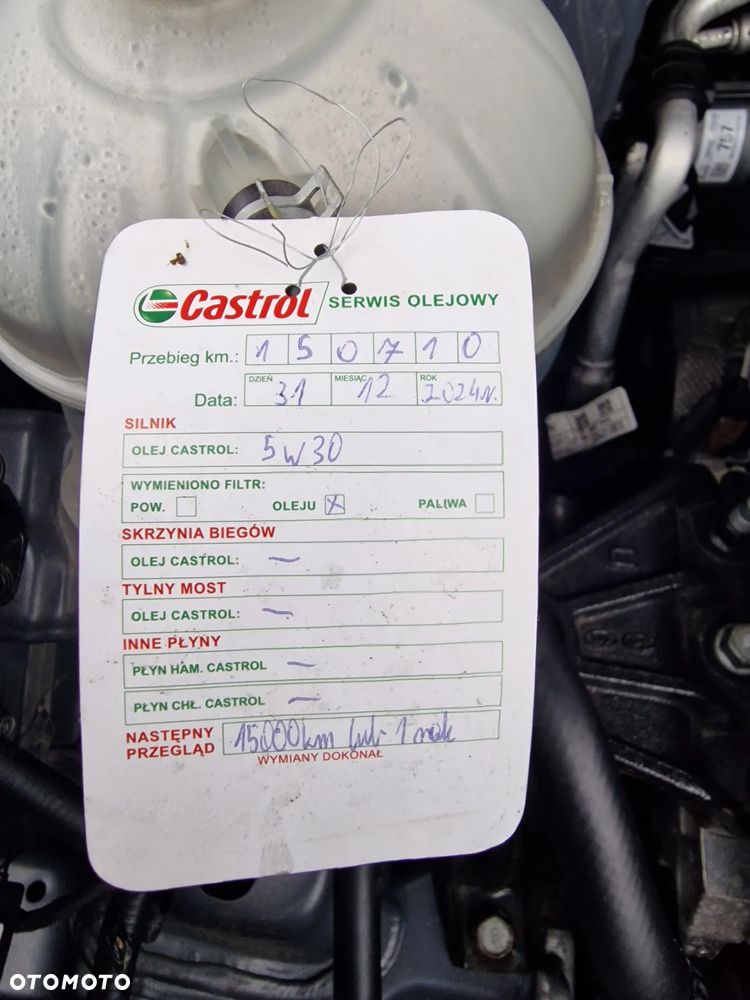 757
Castrol SERWIS OLEJOWY
Przebieg km.: 1 5 0 7 1 0
DZIEŃ MIESIĄC ROK
Data: 31 12 2024r.
SILNIK
OLEJ CASTROL: 5W30
WYMIENIONO FILTR:
POW. OLEJU X PALIWA
SKRZYNIA BIEGÓW
OLEJ CASTROL: —
TYLNY MOST
OLEJ CASTROL: —
INNE PŁYNY
PŁYN HAM. CASTROL —
PŁYN CHŁ. CASTROL —
NASTĘPNY
PRZEGLĄD 15000km lub 1 rok
WYMIANY DOKONAŁ
OTOMOTO